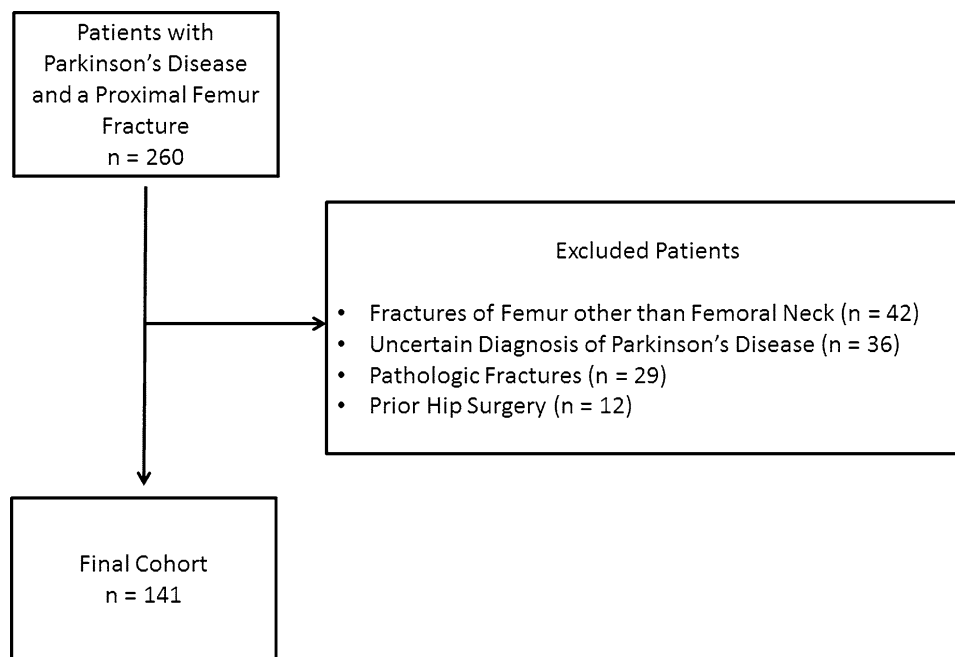 Patients with
Parkinson’s Disease
and a Proximal Femur
Fracture
n = 260
Excluded Patients
• Fractures of Femur other than Femoral Neck (n = 42)
• Uncertain Diagnosis of Parkinson’s Disease (n = 36)
• Pathologic Fractures (n = 29)
• Prior Hip Surgery (n = 12)
Final Cohort
n = 141